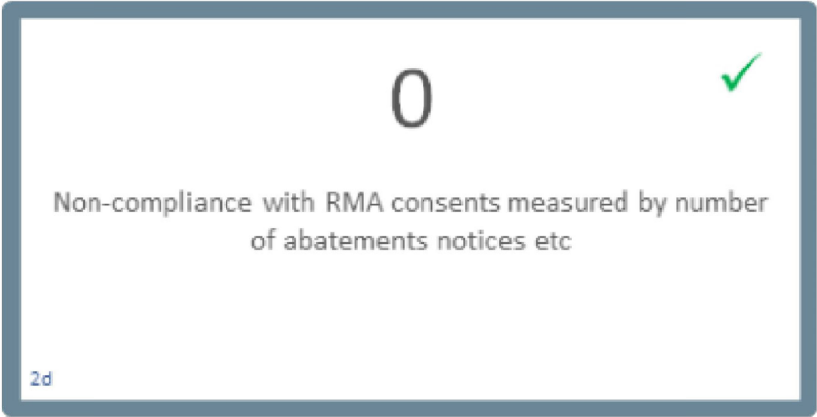 0
Non-compliance with RMA consents measured by number
of abatements notices etc
2d